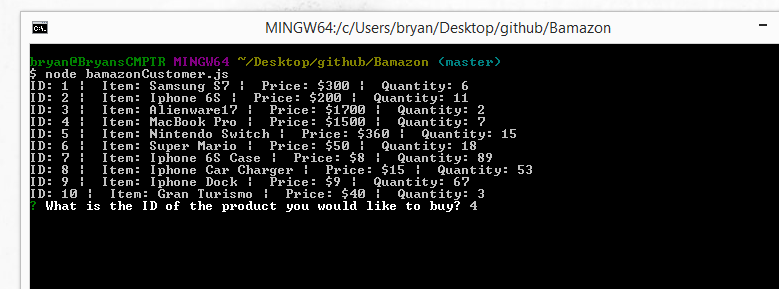 MINGW64:/c/Users/bryan/Desktop/github/Bamazon
bryan@BryansCMPTR MINGW64 ~/Desktop/github/Bamazon (master)
$ node bamazonCustomer.js
ID: 1 ¦  Item: Samsung S7 ¦  Price: $300 ¦  Quantity: 6
ID: 2 ¦  Item: Iphone 6S ¦  Price: $200 ¦  Quantity: 11
ID: 3 ¦  Item: Alienware17 ¦  Price: $1700 ¦  Quantity: 2
ID: 4 ¦  Item: MacBook Pro ¦  Price: $1500 ¦  Quantity: 7
ID: 5 ¦  Item: Nintendo Switch ¦  Price: $360 ¦  Quantity: 15
ID: 6 ¦  Item: Super Mario ¦  Price: $50 ¦  Quantity: 18
ID: 7 ¦  Item: Iphone 6S Case ¦  Price: $8 ¦  Quantity: 89
ID: 8 ¦  Item: Iphone Car Charger ¦  Price: $15 ¦  Quantity: 53
ID: 9 ¦  Item: Iphone Dock ¦  Price: $9 ¦  Quantity: 67
ID: 10 ¦  Item: Gran Turismo ¦  Price: $40 ¦  Quantity: 3
? What is the ID of the product you would like to buy? 4